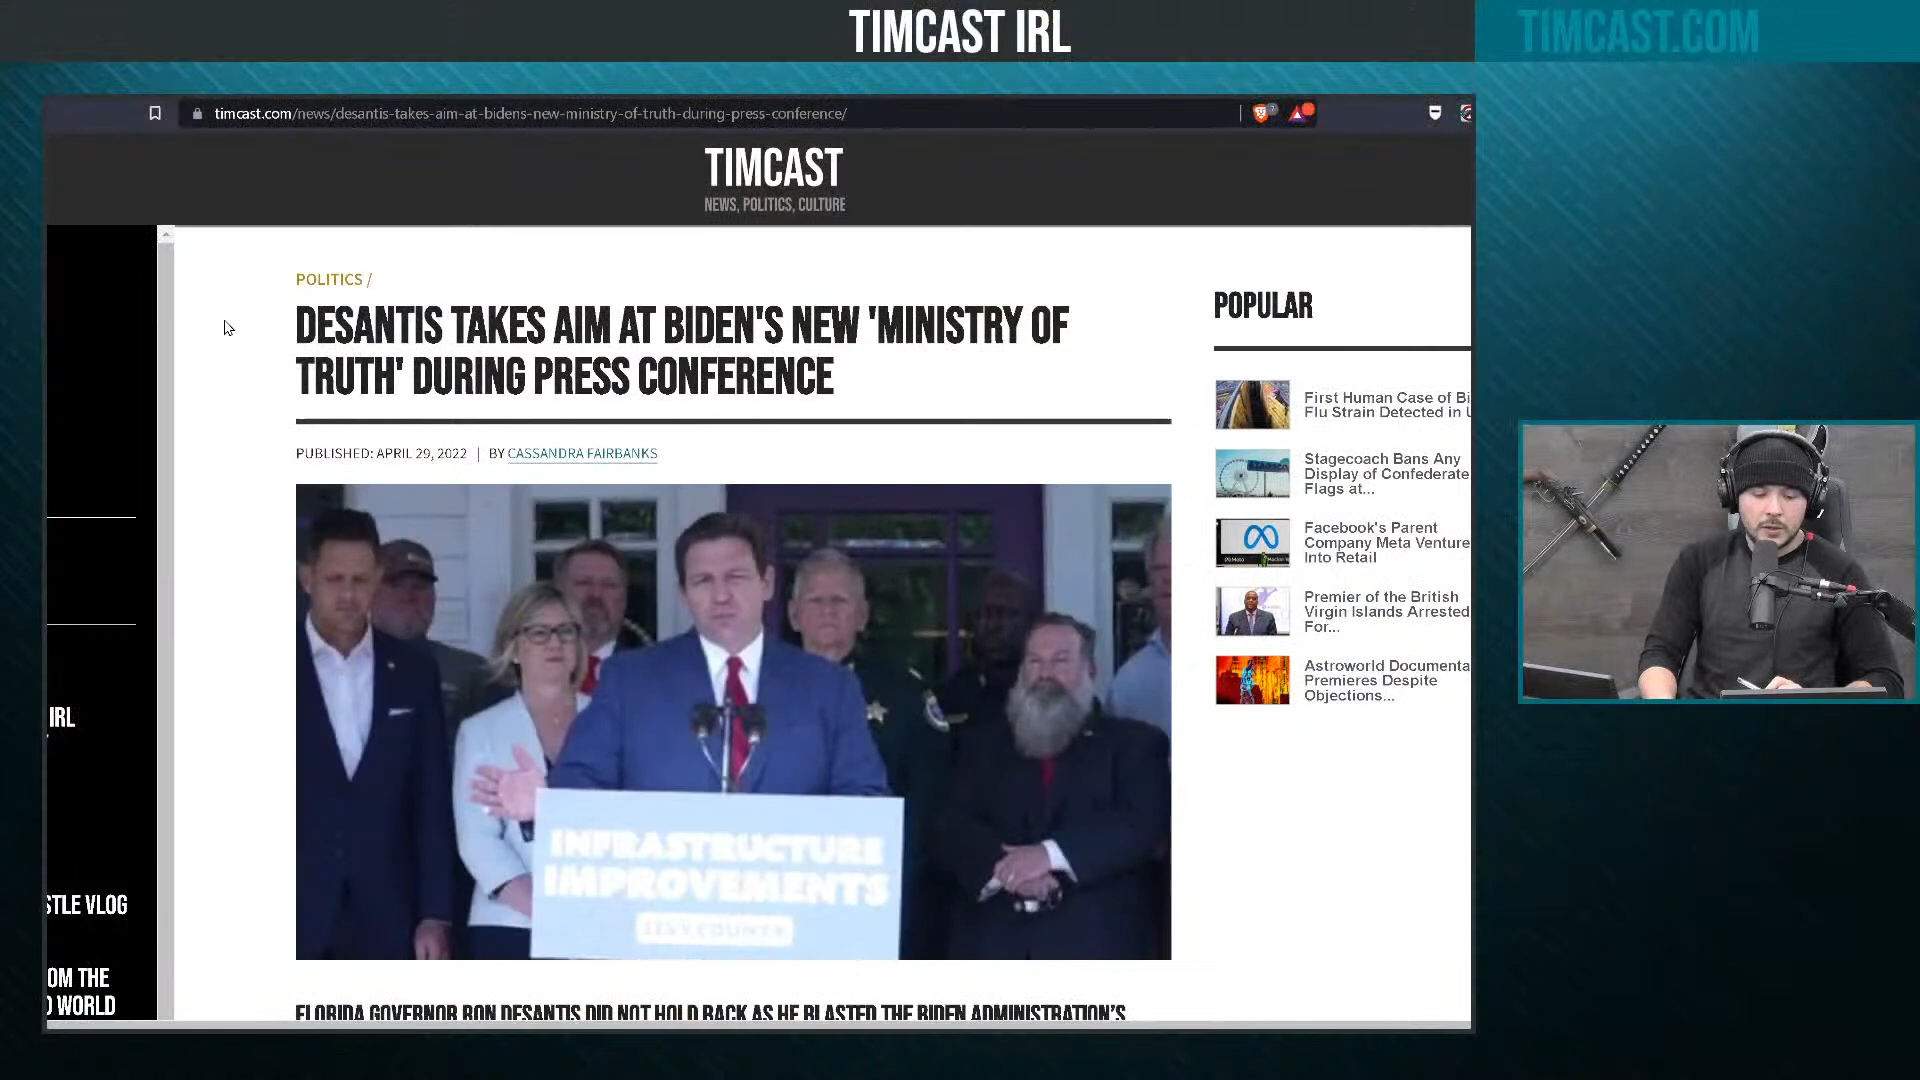 TIMCAST IRL
TIMCAST.COM
timcast.com/news/desantis-takes-aim-at-bidens-new-ministry-of-truth-during-press-conference/
TIMCAST
NEWS, POLITICS, CULTURE
POLITICS /
DESANTIS TAKES AIM AT BIDEN'S NEW 'MINISTRY OF
TRUTH' DURING PRESS CONFERENCE
PUBLISHED: APRIL 29, 2022 | BY CASSANDRA FAIRBANKS
INFRASTRUCTURE
IMPROVEMENTS
LEVY COUNTY
FLORIDA GOVERNOR RON DESANTIS DID NOT HOLD BACK AS HE BLASTED THE BIDEN ADMINISTRATION'S
POPULAR
First Human Case of Bi
Flu Strain Detected in U
Stagecoach Bans Any
Display of Confederate
Flags at...
Facebook's Parent
Company Meta Venture
Into Retail
Premier of the British
Virgin Islands Arrested
For...
Astroworld Documenta
Premieres Despite
Objections...
IRL
STLE VLOG
OM THE
D WORLD